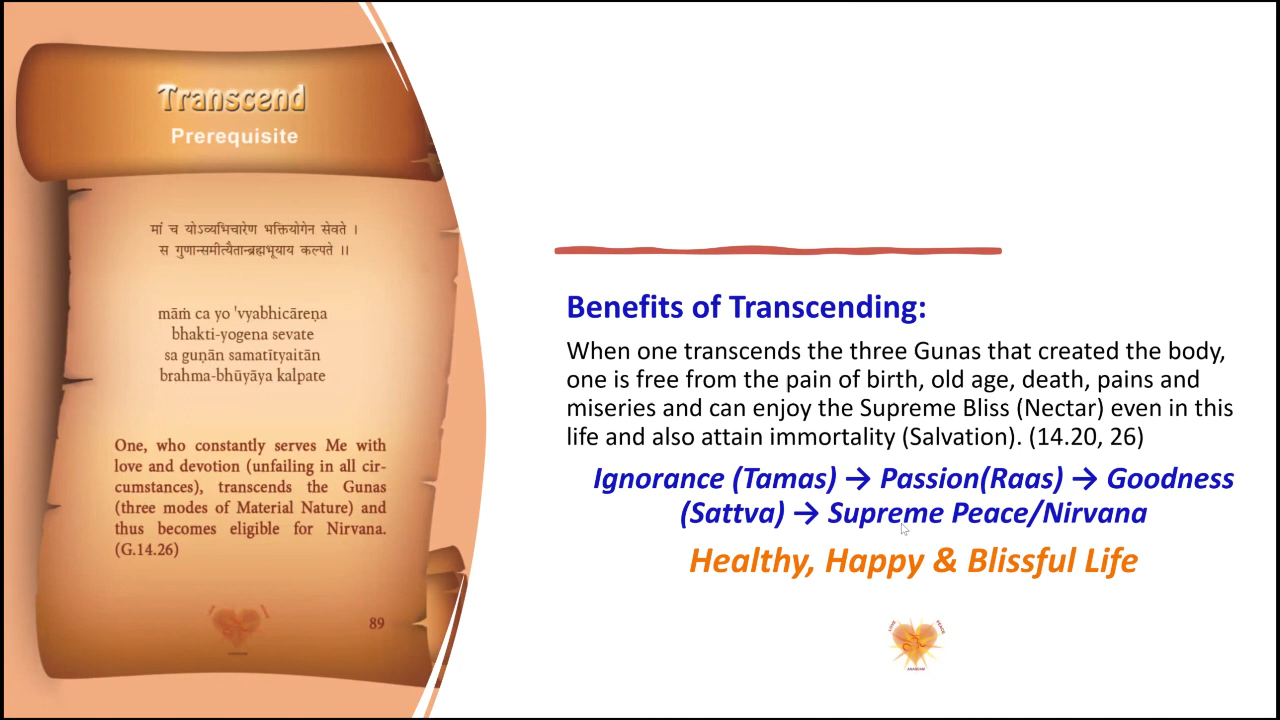 Transcend
Prerequisite
मां च योऽव्यभिचारेण भक्तियोगेन सेवते ।
स गुणान्समीत्यैतान्ब्रह्मभूयाय कल्पते ।।
māṁ ca yo 'vyabhicāreṇa
bhakti-yogena sevate
sa guṇān samatītyaitān
brahma-bhūyāya kalpate
One, who constantly serves Me with
love and devotion (unfailing in all cir-
cumstances), transcends the Gunas
(three modes of Material Nature) and
thus becomes eligible for Nirvana.
(G.14.26)
89
Benefits of Transcending:
When one transcends the three Gunas that created the body,
one is free from the pain of birth, old age, death, pains and
miseries and can enjoy the Supreme Bliss (Nectar) even in this
life and also attain immortality (Salvation). (14.20, 26)
Ignorance (Tamas) → Passion(Raas) → Goodness
(Sattva) → Supreme Peace/Nirvana
Healthy, Happy & Blissful Life
LOVE
PEACE
ANANDAM